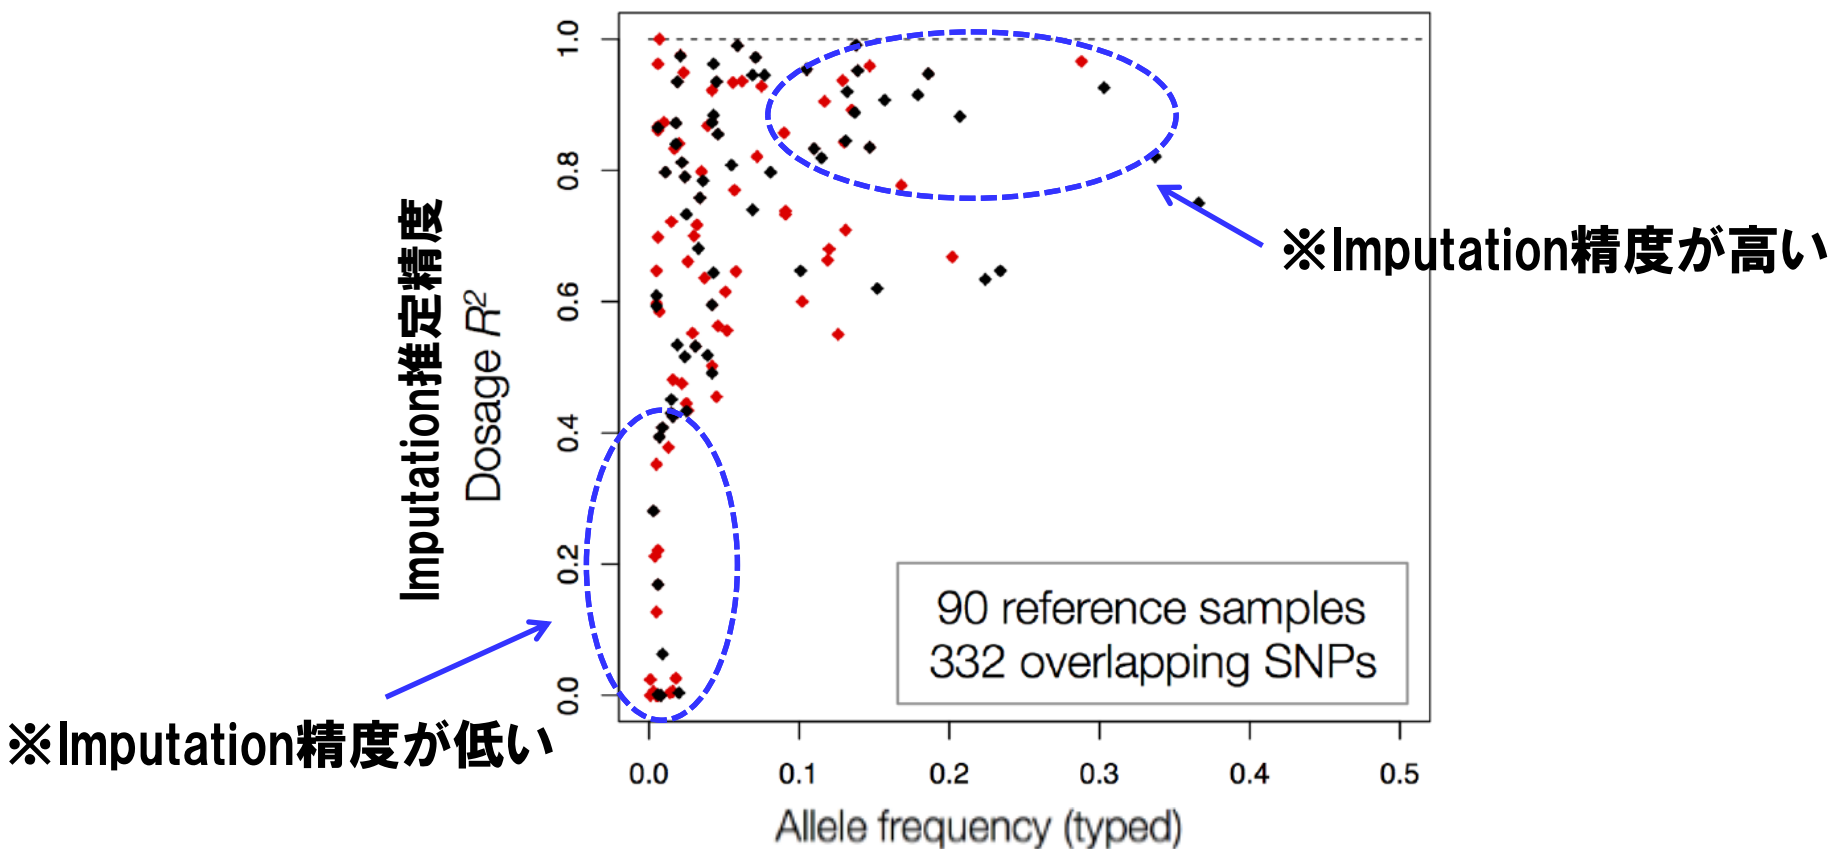 Imputation推定精度
Dosage R²
1.0
0.8
0.6
0.4
0.2
0.0
※Imputation精度が高い
90 reference samples
332 overlapping SNPs
※Imputation精度が低い
0.0 0.1 0.2 0.3 0.4 0.5
Allele frequency (typed)